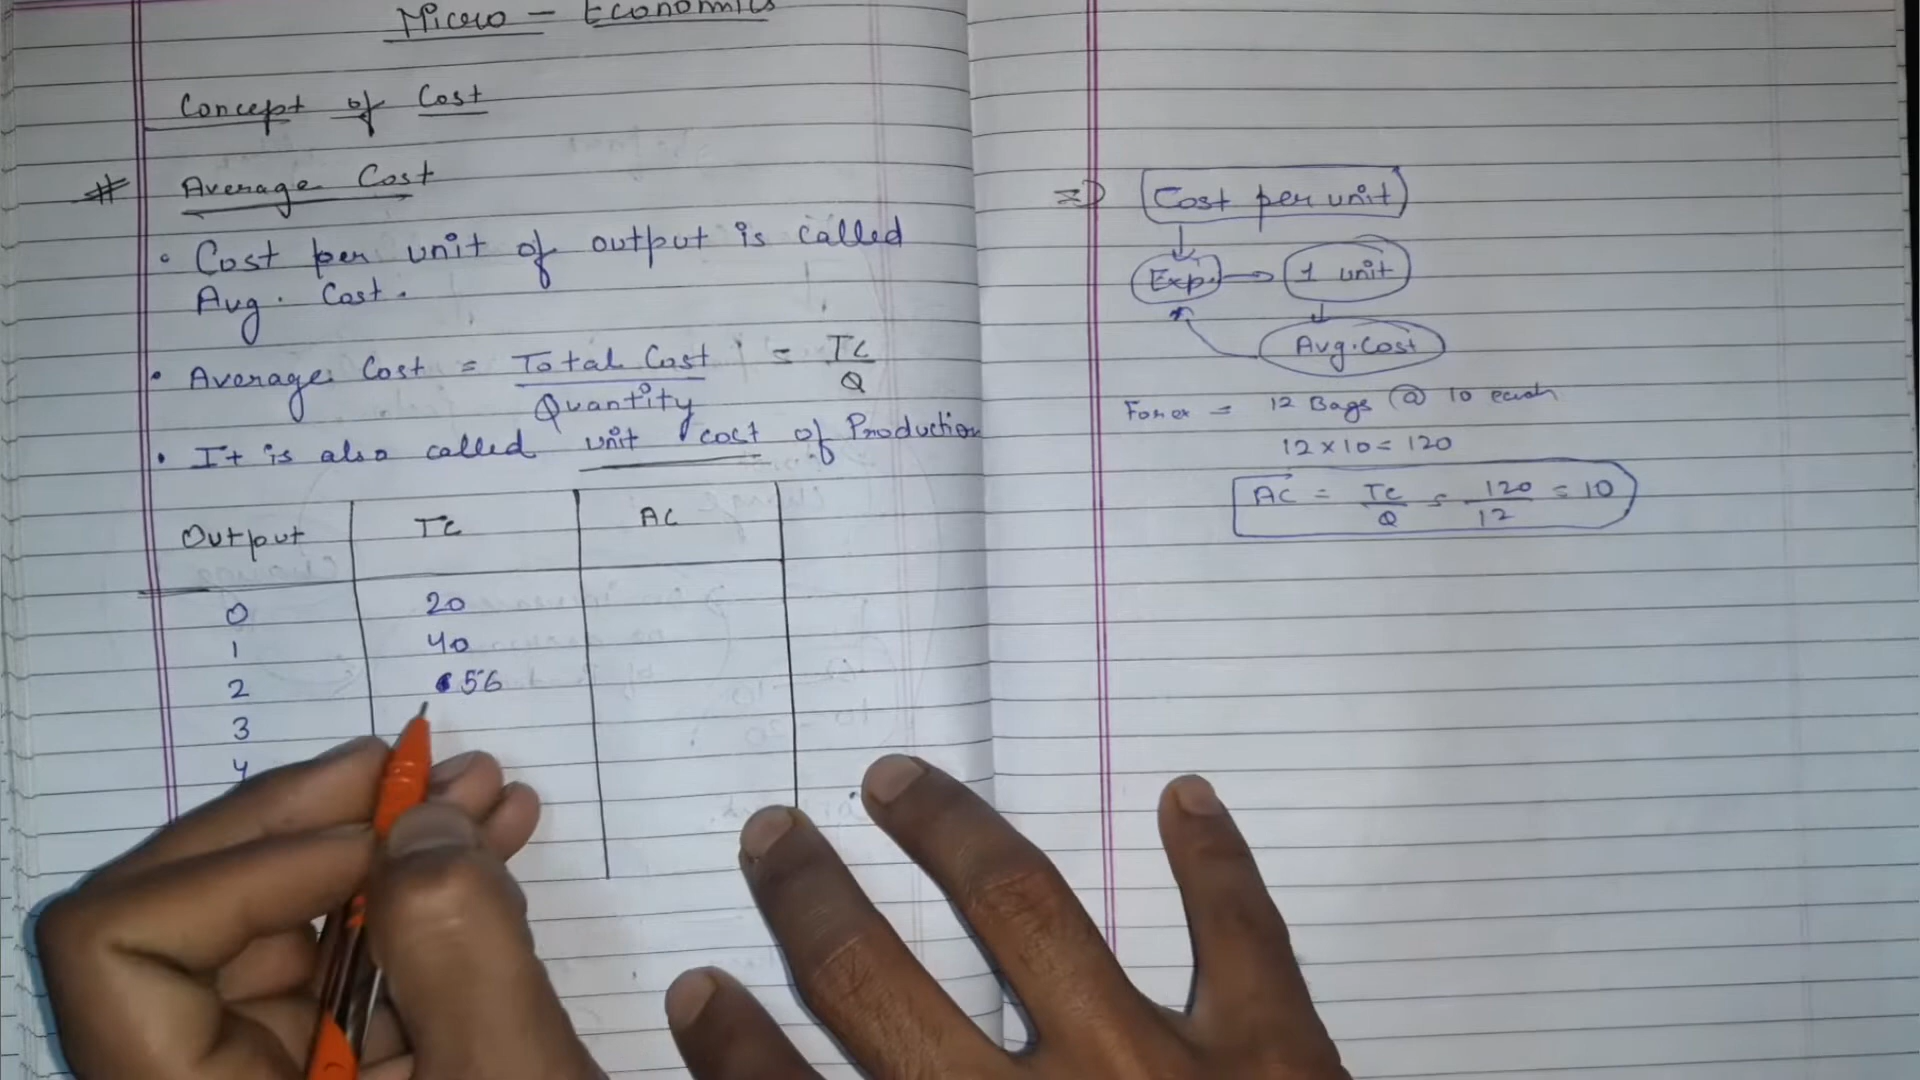 Micro - Economics
Concept of Cost
# Average Cost
• Cost per unit of output is called
Avg. Cost.
• Average Cost = Total Cost / Quantity = TC / Q
• It is also called unit cost of Production
Output TC AC
0 20
1 40
2 56
3
4
=> Cost per unit
Exp. → 1 unit
Avg. Cost
For ex = 12 Bags @ 10 each
12 x 10 = 120
AC = TC / Q = 120 / 12 = 10